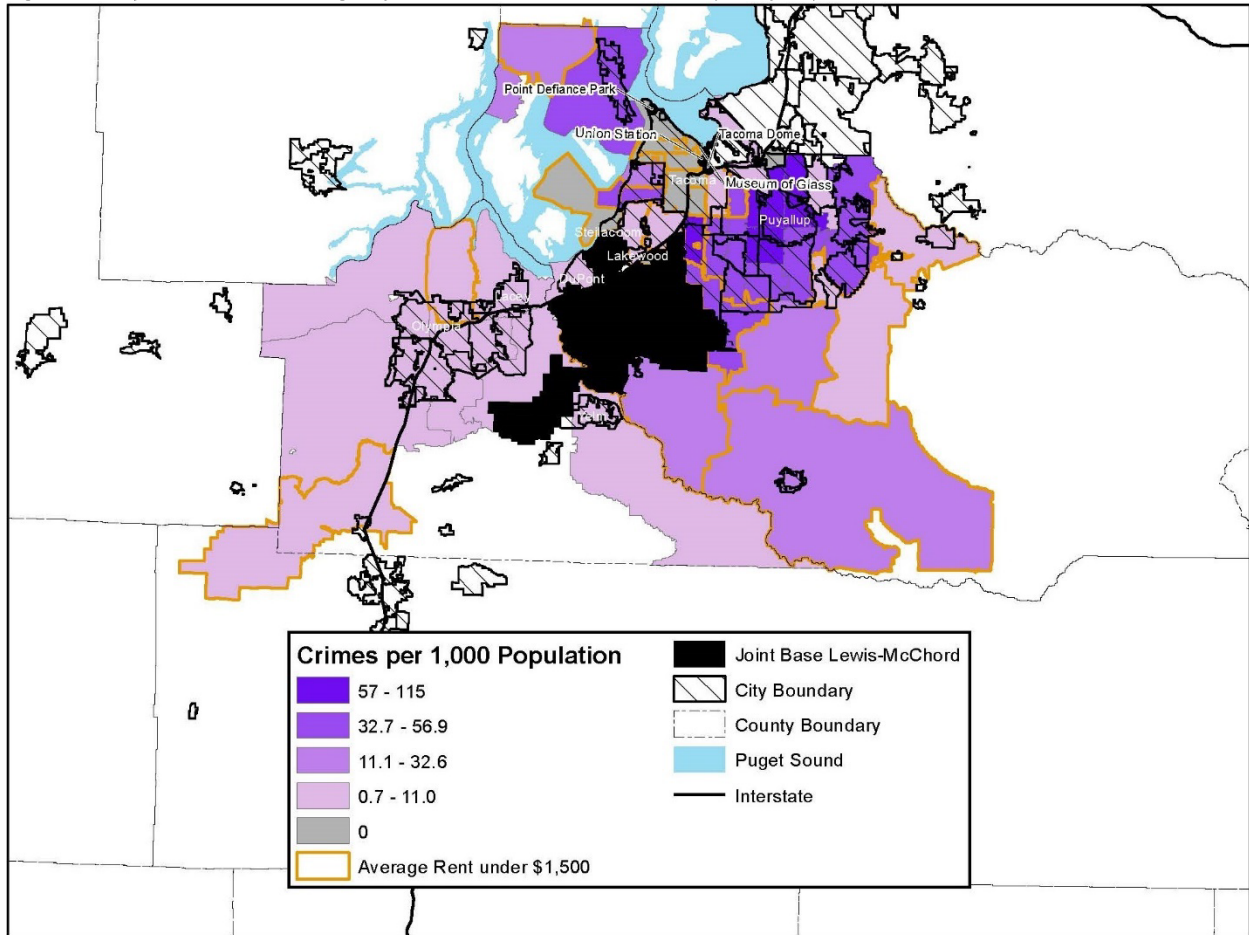 Point Defiance Park
Union Station
Tacoma Dome
Tacoma
Museum of Glass
Puyallup
Steilacoom
Lakewood
DuPont
Lacey
Olympia
Yelm
Crimes per 1,000 Population
57 - 115
32.7 - 56.9
11.1 - 32.6
0.7 - 11.0
0
Average Rent under $1,500
Joint Base Lewis-McChord
City Boundary
County Boundary
Puget Sound
Interstate